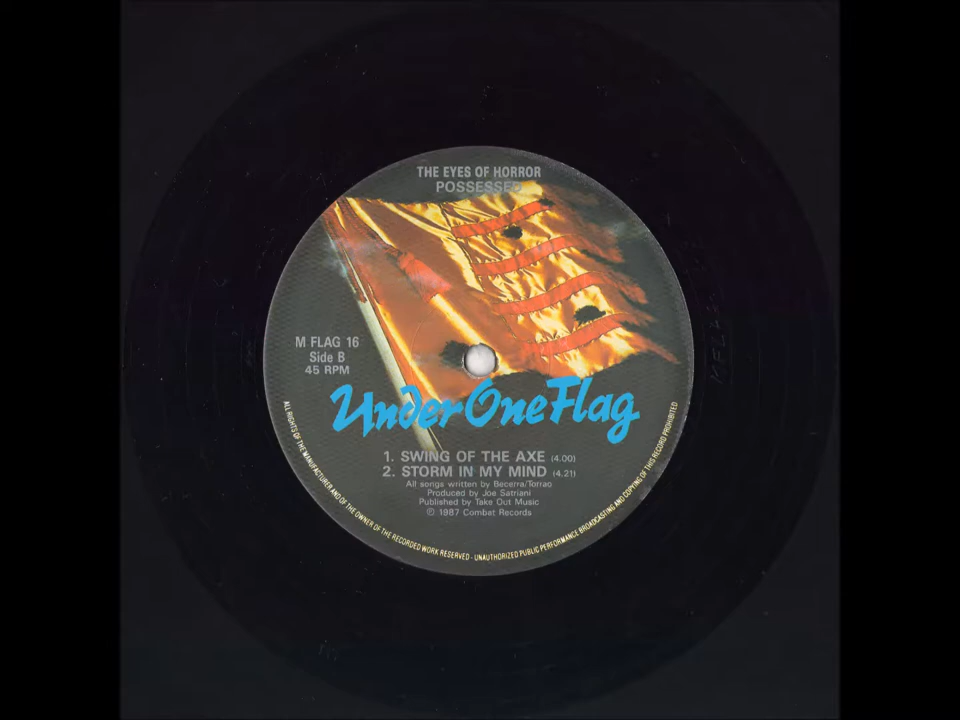 THE EYES OF HORROR
POSSESSED
M FLAG 16
Side B
45 RPM
Under One Flag
1. SWING OF THE AXE (4.00)
2. STORM IN MY MIND (4.21)
All songs written by Becerra/Torrao
Produced by Joe Satriani
Published by Take Out Music
© 1987 Combat Records
ALL RIGHTS OF THE MANUFACTURER AND OF THE OWNER OF THE RECORDED WORK RESERVED - UNAUTHORIZED PUBLIC PERFORMANCE BROADCASTING AND COPYING OF THIS RECORD PROHIBITED